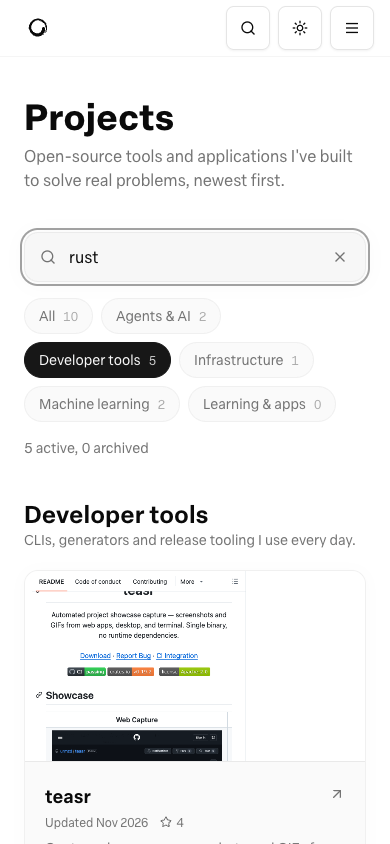 Projects
Open-source tools and applications I've built
to solve real problems, newest first.
rust
All 10
Agents & AI 2
Developer tools 5
Infrastructure 1
Machine learning 2
Learning & apps 0
5 active, 0 archived
Developer tools
CLIs, generators and release tooling I use every day.
README Code of conduct Contributing More
teasr
Automated project showcase capture — screenshots and
GIFs from web apps, desktop, and terminal. Single binary,
no runtime dependencies.
Download · Report Bug · CI Integration
CI passing
license
Showcase
Web Capture
teasr
Updated Nov 2026 4